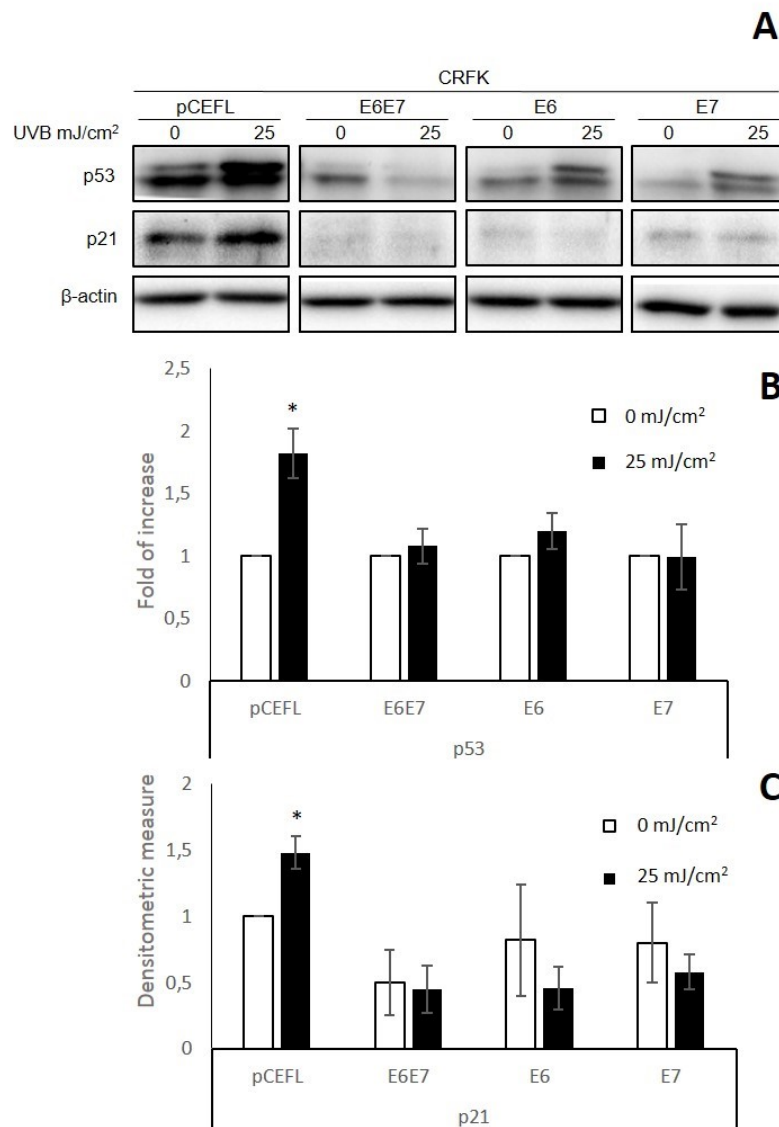 A
CRFK
pCEFL E6E7 E6 E7
UVB mJ/cm² 0 25 0 25 0 25 0 25
p53
p21
β-actin
B
2,5
2
1,5
1
0,5
0
Fold of increase
*
0 mJ/cm²
25 mJ/cm²
pCEFL E6E7 E6 E7
p53
C
2
1,5
1
0,5
0
Densitometric measure
*
0 mJ/cm²
25 mJ/cm²
pCEFL E6E7 E6 E7
p21